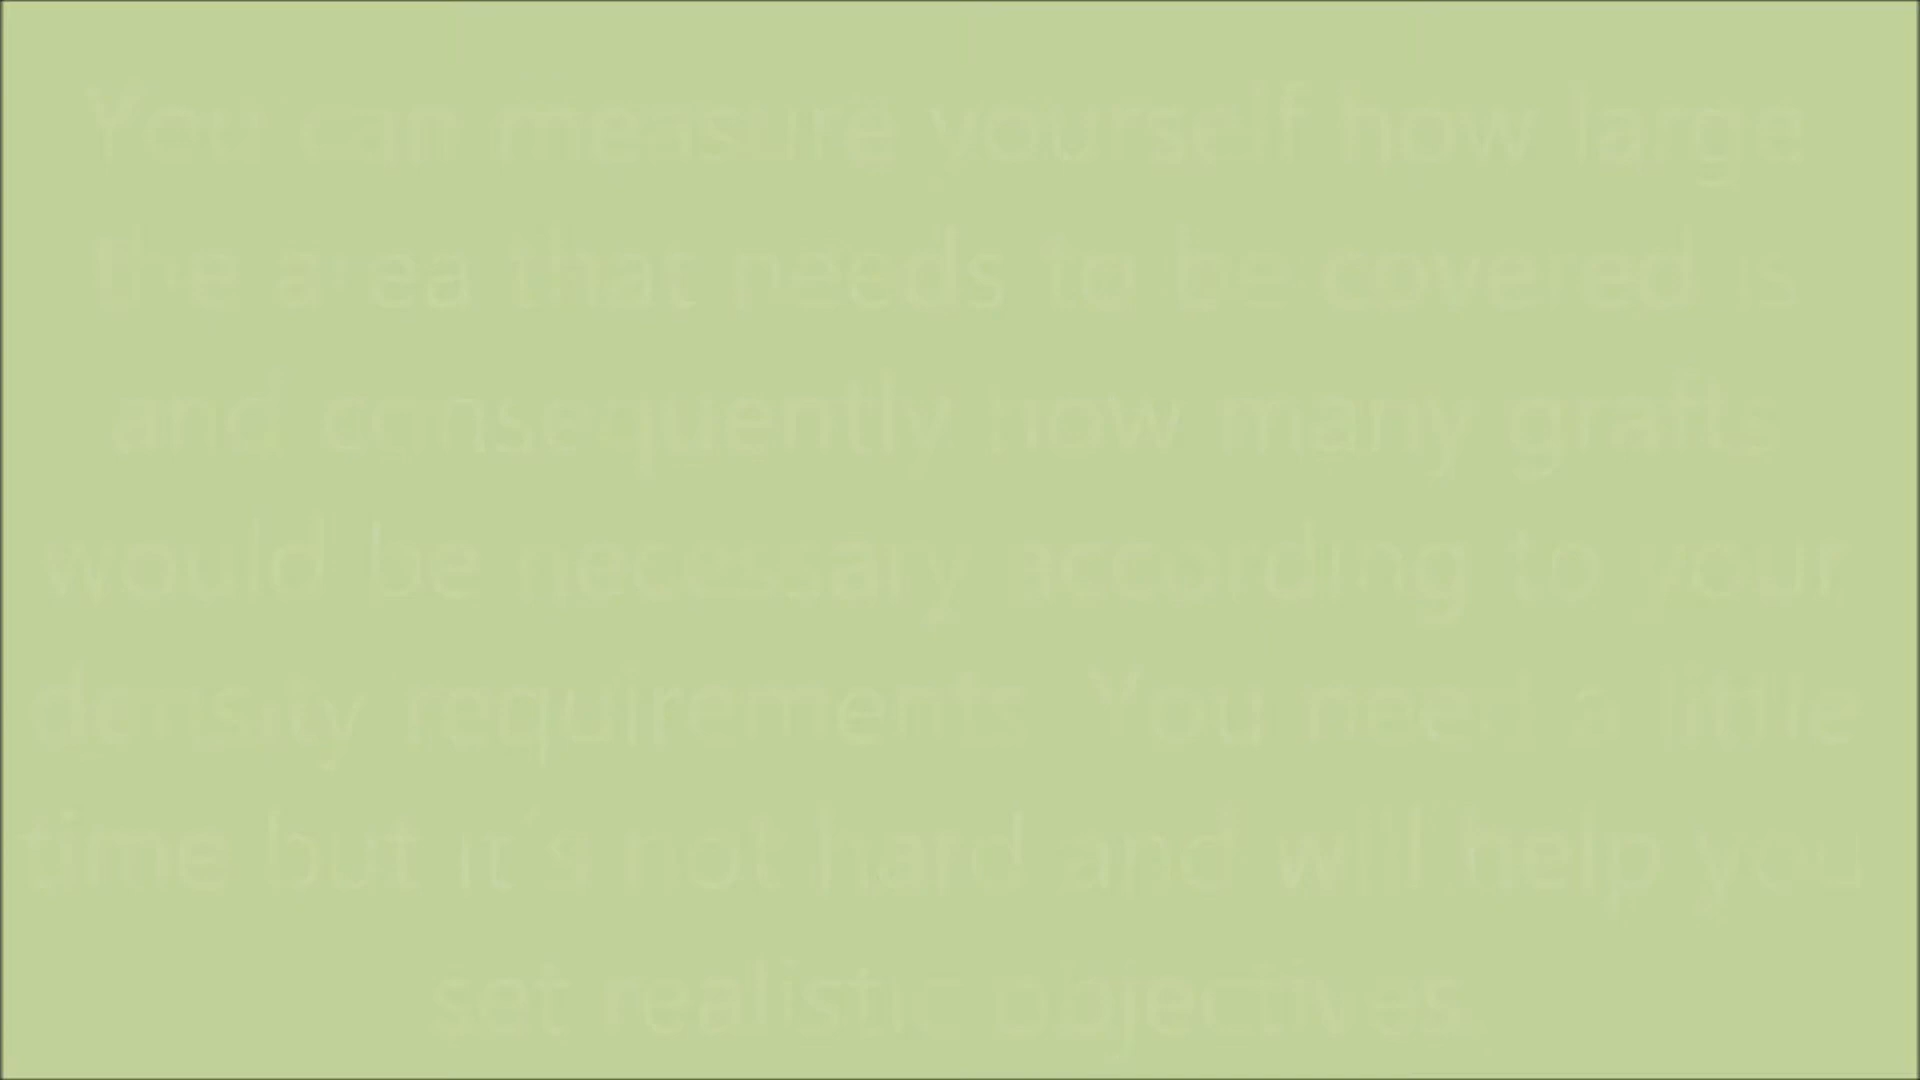 You can measure yourself how large
the area that needs to be covered is
and consequently how many grafts
would be necessary according to your
density requirements. You need a little
time but it's not hard and will help you
set realistic objectives.